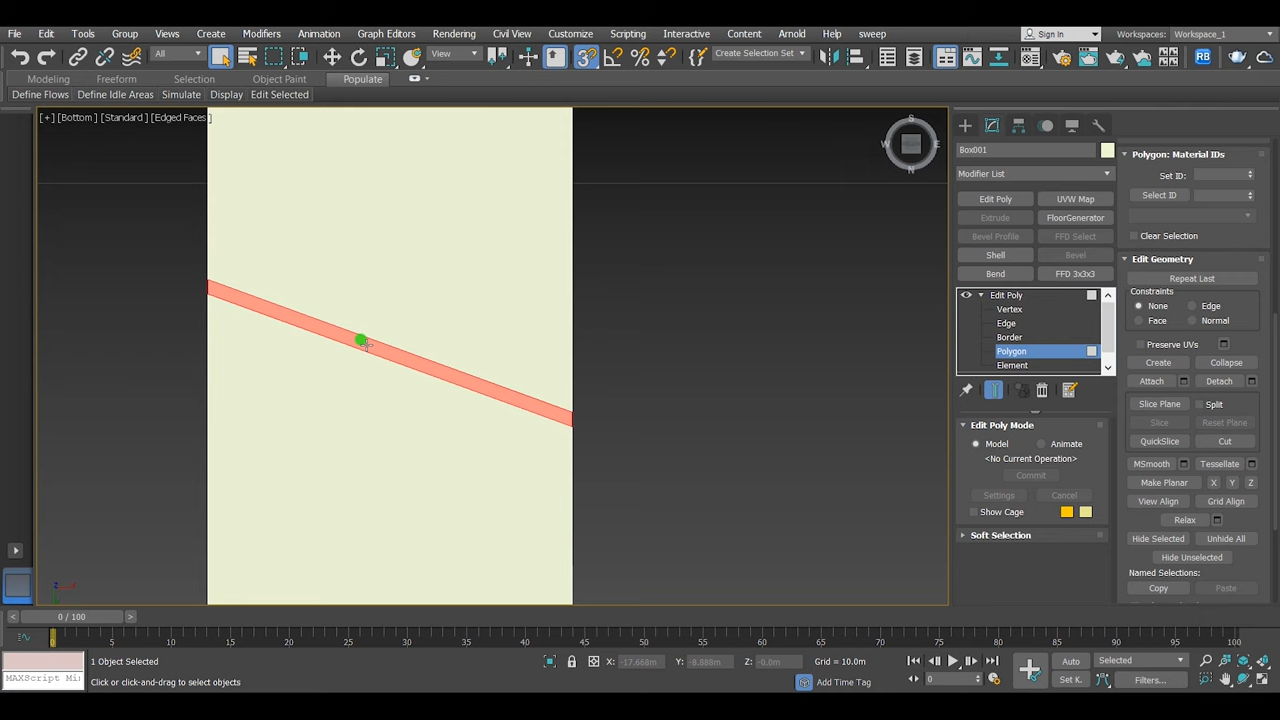 File Edit Tools Group Views Create Modifiers Animation Graph Editors Rendering Civil View Customize Scripting Interactive Content Arnold Help sweep Sign In Workspaces: Workspace_1
All View Create Selection Set RB
Modeling Freeform Selection Object Paint Populate
Define Flows Define Idle Areas Simulate Display Edit Selected
[+] [Bottom ] [Standard ] [Edged Faces ]
S
W E
N
Box001
Modifier List
Edit Poly UVW Map
Extrude FloorGenerator
Bevel Profile FFD Select
Shell Bevel
Bend FFD 3x3x3
Edit Poly
Vertex
Edge
Border
Polygon
Element
Edit Poly Mode
Model Animate
<No Current Operation>
Commit
Settings Cancel
Show Cage
Soft Selection
Polygon: Material IDs
Set ID:
Select ID
Clear Selection
Edit Geometry
Repeat Last
Constraints
None Edge
Face Normal
Preserve UVs
Create Collapse
Attach Detach
Slice Plane Split
Slice Reset Plane
QuickSlice Cut
MSmooth Tessellate
Make Planar X Y Z
View Align Grid Align
Relax
Hide Selected Unhide All
Hide Unselected
Named Selections:
Copy Paste
z x
< 0 / 100 >
0 5 10 15 20 25 30 35 40 45 50 55 60 65 70 75 80 85 90 95 100
1 Object Selected X: -17.668m Y: -8.888m Z: -0.0m Grid = 10.0m Auto Selected
MAXScript Mi Click or click-and-drag to select objects Add Time Tag 0 Set K. Filters...